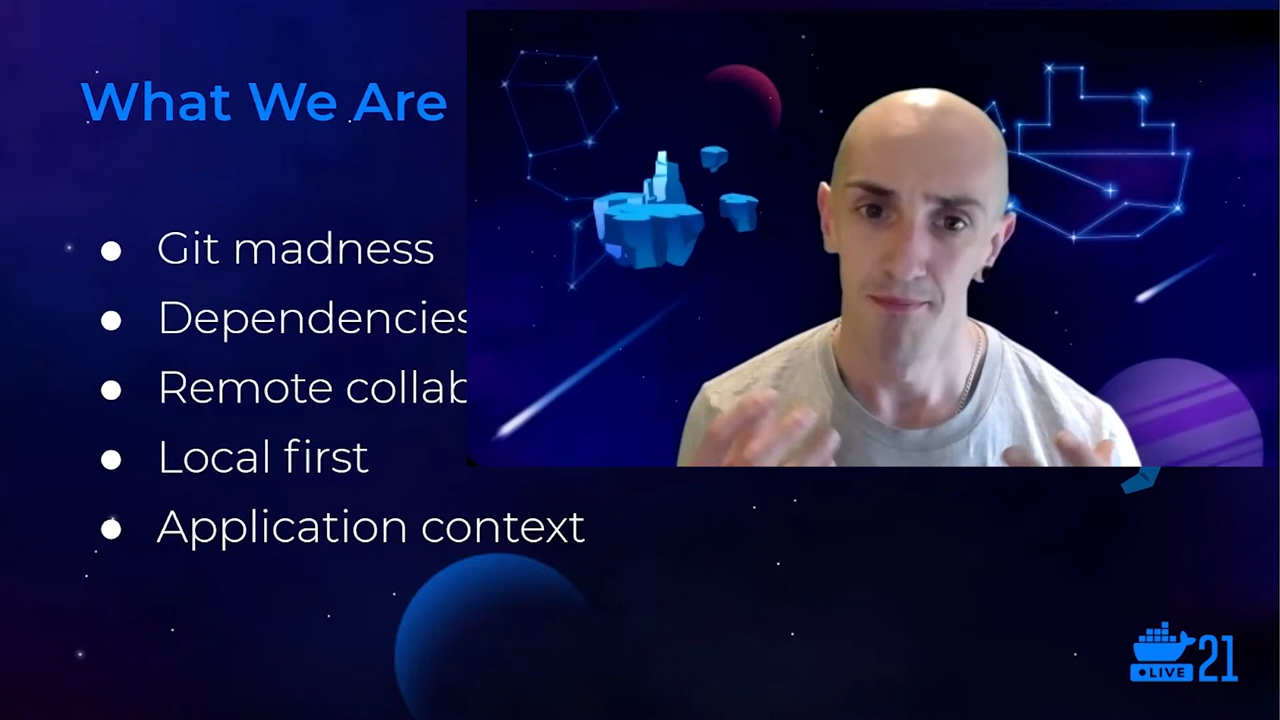 What We Are
Git madness
Dependencies
Remote collab
Local first
Application context
LIVE 21